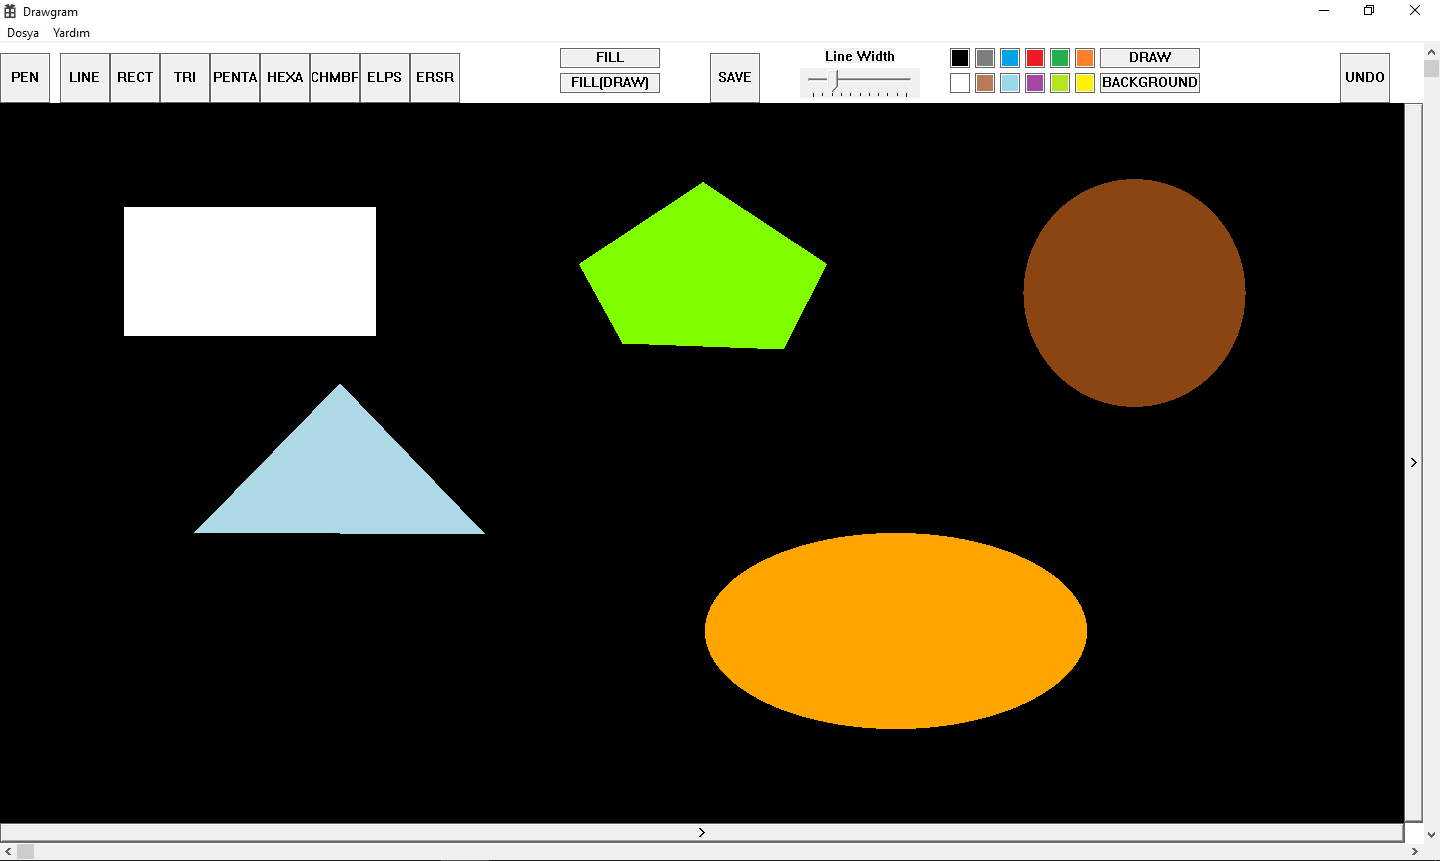 Drawgram
Dosya Yardım
PEN LINE RECT TRI PENTA HEXA CHMBF ELPS ERSR
FILL
FILL(DRAW)
SAVE
Line Width
DRAW
BACKGROUND
UNDO